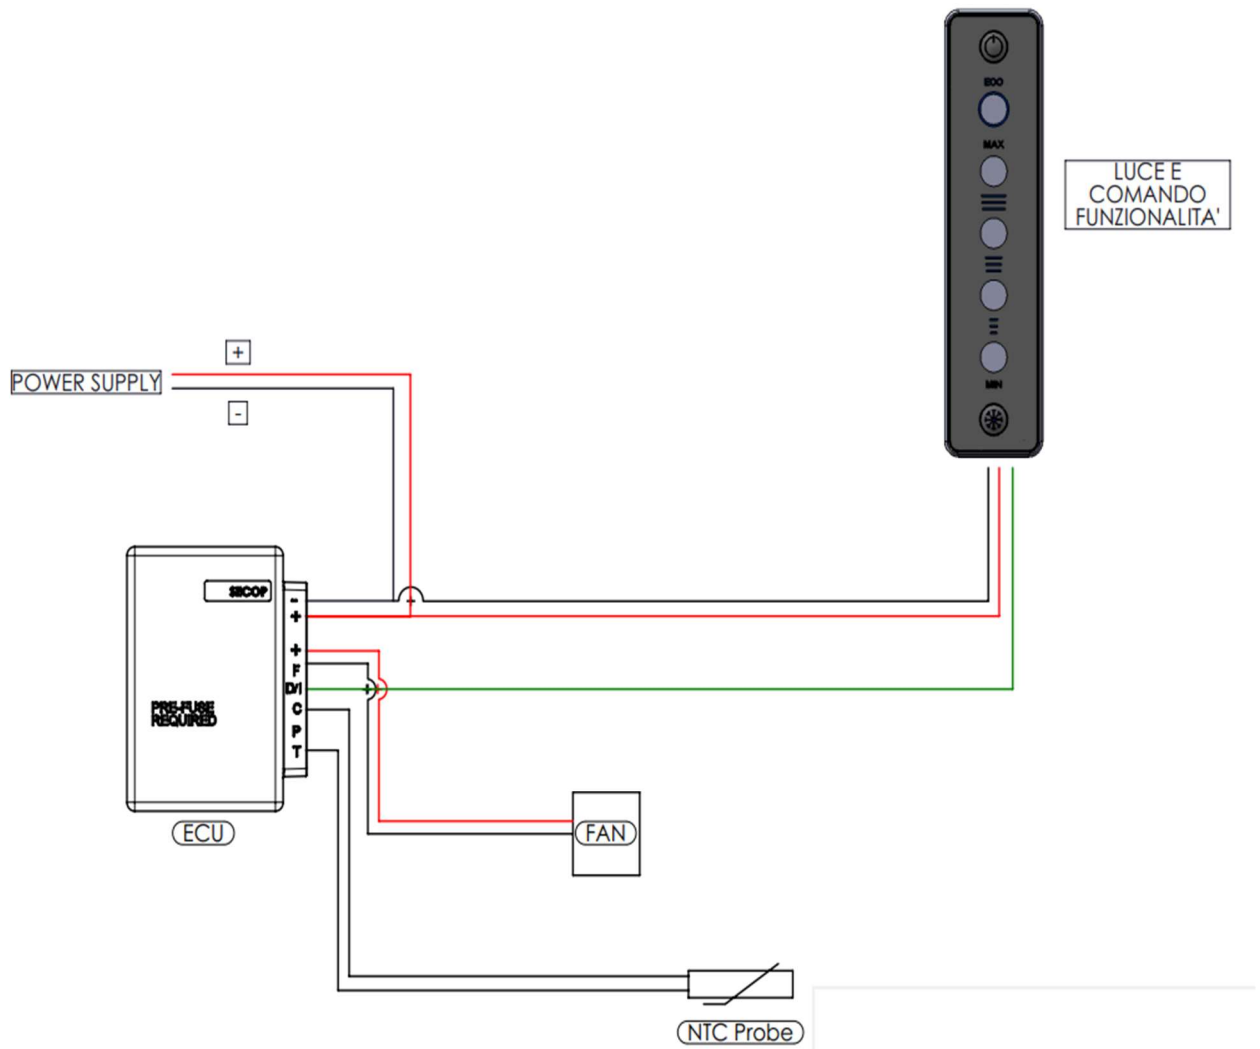 ECO
MAX
MIN
LUCE E
COMANDO
FUNZIONALITA'
+
POWER SUPPLY
-
SECOP
-
+
+
F
D/I
C
P
T
PRE-FUSE
REQUIRED
ECU
FAN
NTC Probe